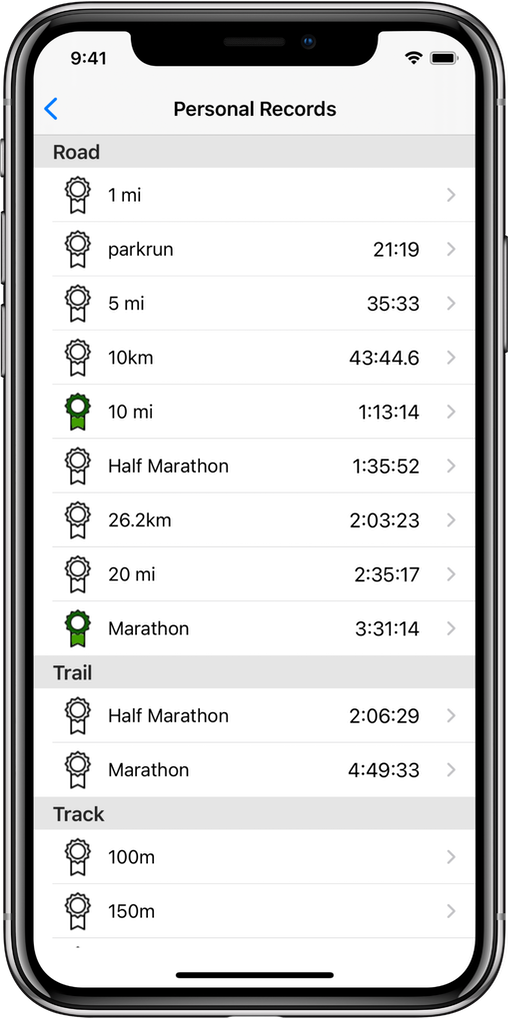 9:41
Personal Records
Road
1 mi
parkrun 21:19
5 mi 35:33
10km 43:44.6
10 mi 1:13:14
Half Marathon 1:35:52
26.2km 2:03:23
20 mi 2:35:17
Marathon 3:31:14
Trail
Half Marathon 2:06:29
Marathon 4:49:33
Track
100m
150m